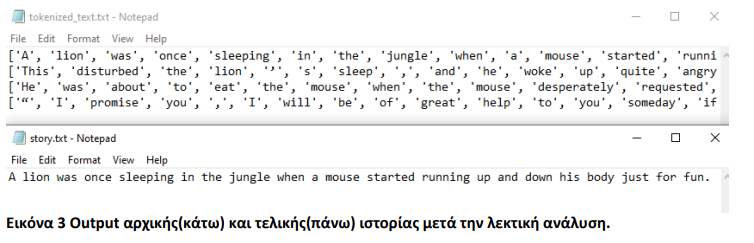 tokenized_text.txt - Notepad
File Edit Format View Help
['A', 'lion', 'was', 'once', 'sleeping', 'in', 'the', 'jungle', 'when', 'a', 'mouse', 'started', 'runni
['This', 'disturbed', 'the', 'lion', '’', 's', 'sleep', ',', 'and', 'he', 'woke', 'up', 'quite', 'angry
['He', 'was', 'about', 'to', 'eat', 'the', 'mouse', 'when', 'the', 'mouse', 'desperately', 'requested',
['“', 'I', 'promise', 'you', ',', 'I', 'will', 'be', 'of', 'great', 'help', 'to', 'you', 'someday', 'if
story.txt - Notepad
File Edit Format View Help
A lion was once sleeping in the jungle when a mouse started running up and down his body just for fun.
Εικόνα 3 Output αρχικής(κάτω) και τελικής(πάνω) ιστορίας μετά την λεκτική ανάλυση.